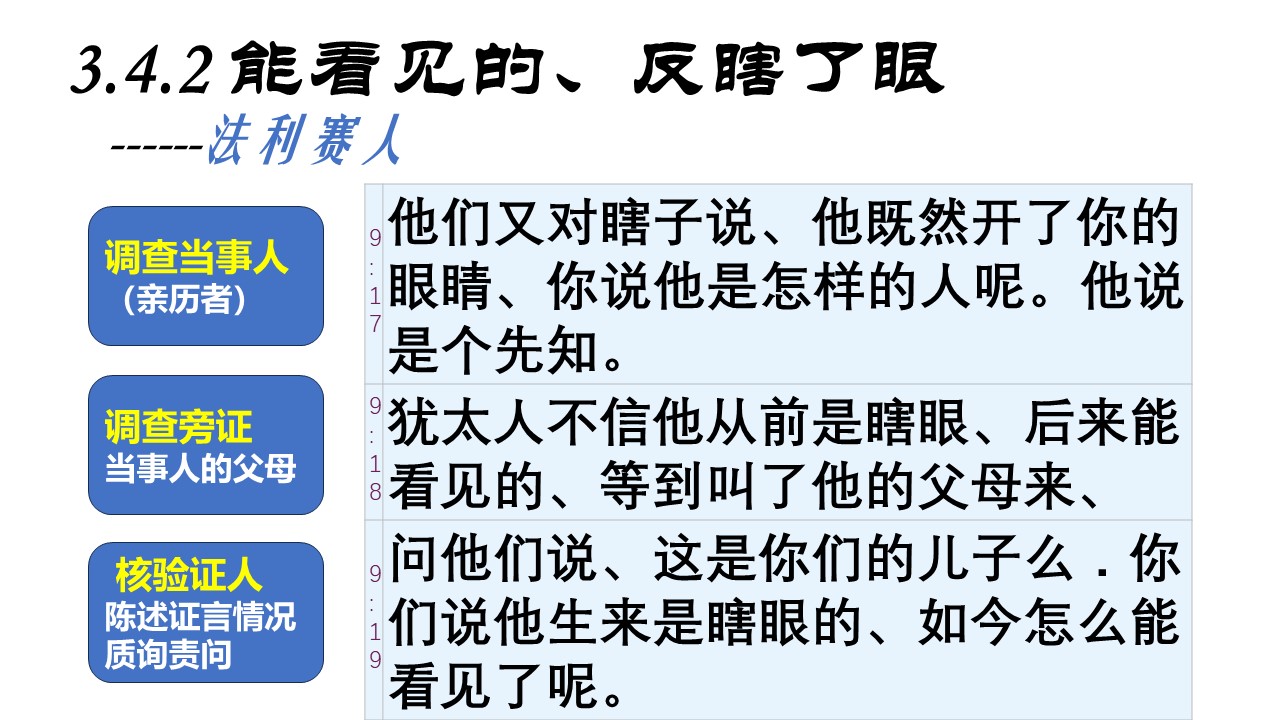 3.4.2能看见的、反瞎了眼
------法利赛人
调查当事人
（亲历者）
调查旁证
当事人的父母
核验证人
陈述证言情况
质询责问
9:17
他们又对瞎子说、他既然开了你的
眼睛、你说他是怎样的人呢。他说
是个先知。
9:18
犹太人不信他从前是瞎眼、后来能
看见的、等到叫了他的父母来、
9:19
问他们说、这是你们的儿子么．你
们说他生来是瞎眼的、如今怎么能
看见了呢。